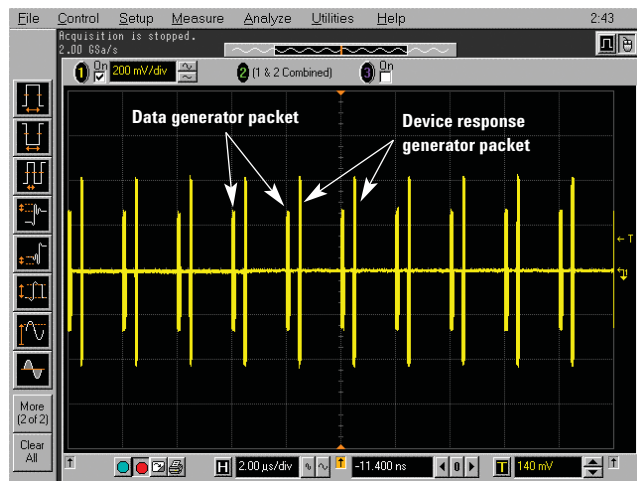 File Control Setup Measure Analyze Utilities Help 2:43
Acquisition is stopped.
2.00 GSa/s
1 On 200 mV/div 2 (1 & 2 Combined) 3 On
Data generator packet
Device response
generator packet
T
More
(2 of 2)
Clear
All
H 2.00 µs/div -11.400 ns 0 T 140 mV